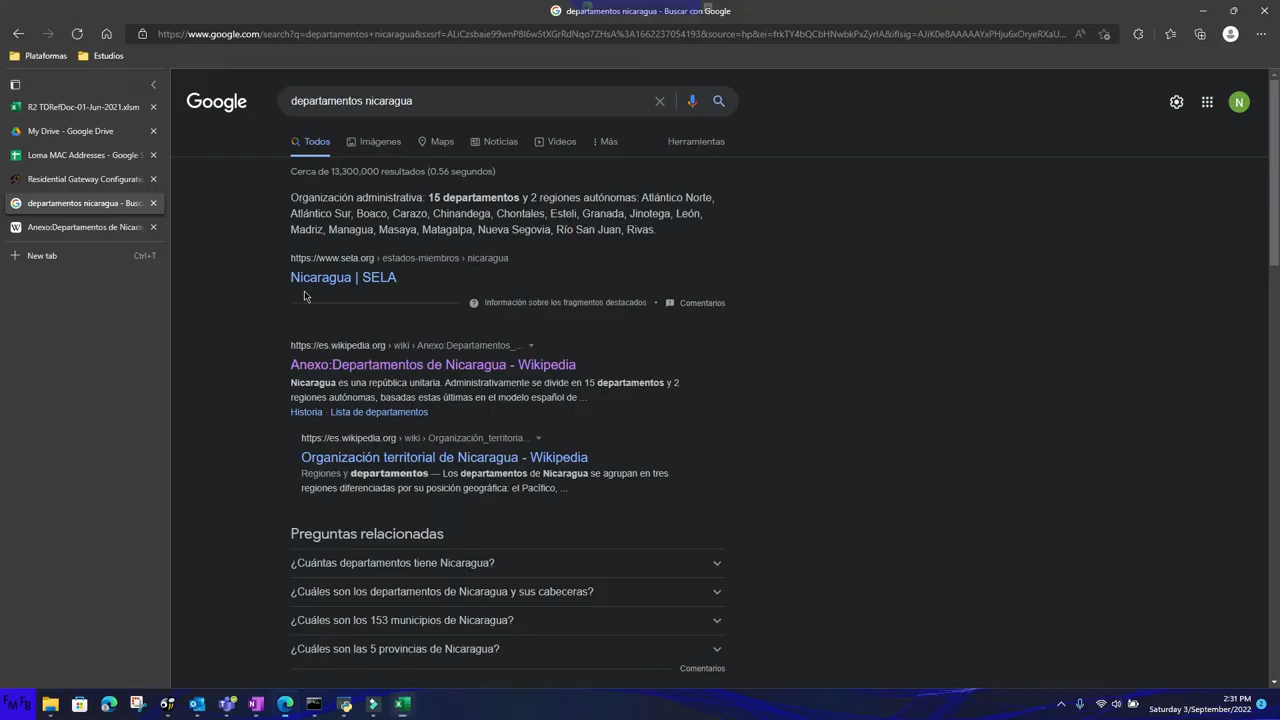 departamentos nicaragua - Buscar con Google
https://www.google.com/search?q=departamentos+nicaragua&sxsrf=
Plataformas
Estudios
R2 TDRefDoc-01-Jun-2021.xlsm
My Drive - Google Drive
Loma MAC Addresses - Google S
Residential Gateway Configurati
departamentos nicaragua - Busc
Anexo:Departamentos de Nicara
New tab
Ctrl+T
Google
departamentos nicaragua
N
Todos
Imágenes
Maps
Noticias
Videos
Más
Herramientas
Cerca de 13,300,000 resultados (0.56 segundos)
Organización administrativa: 15 departamentos y 2 regiones autónomas: Atlántico Norte,
Atlántico Sur, Boaco, Carazo, Chinandega, Chontales, Esteli, Granada, Jinotega, León,
Madriz, Managua, Masaya, Matagalpa, Nueva Segovia, Río San Juan, Rivas.
https://www.sela.org › estados-miembros › nicaragua
Nicaragua | SELA
Información sobre los fragmentos destacados
•
Comentarios
https://es.wikipedia.org › wiki › Anexo:Departamentos_...
Anexo:Departamentos de Nicaragua - Wikipedia
Nicaragua es una república unitaria. Administrativamente se divide en 15 departamentos y 2
regiones autónomas, basadas estas últimas en el modelo español de ...
Historia · Lista de departamentos
https://es.wikipedia.org › wiki › Organización_territoria...
Organización territorial de Nicaragua - Wikipedia
Regiones y departamentos — Los departamentos de Nicaragua se agrupan en tres
regiones diferenciadas por su posición geográfica: el Pacífico, ...
Preguntas relacionadas
¿Cuántas departamentos tiene Nicaragua?
¿Cuáles son los departamentos de Nicaragua y sus cabeceras?
¿Cuáles son los 153 municipios de Nicaragua?
¿Cuáles son las 5 provincias de Nicaragua?
Comentarios
2:31 PM
Saturday 3/September/2022
2